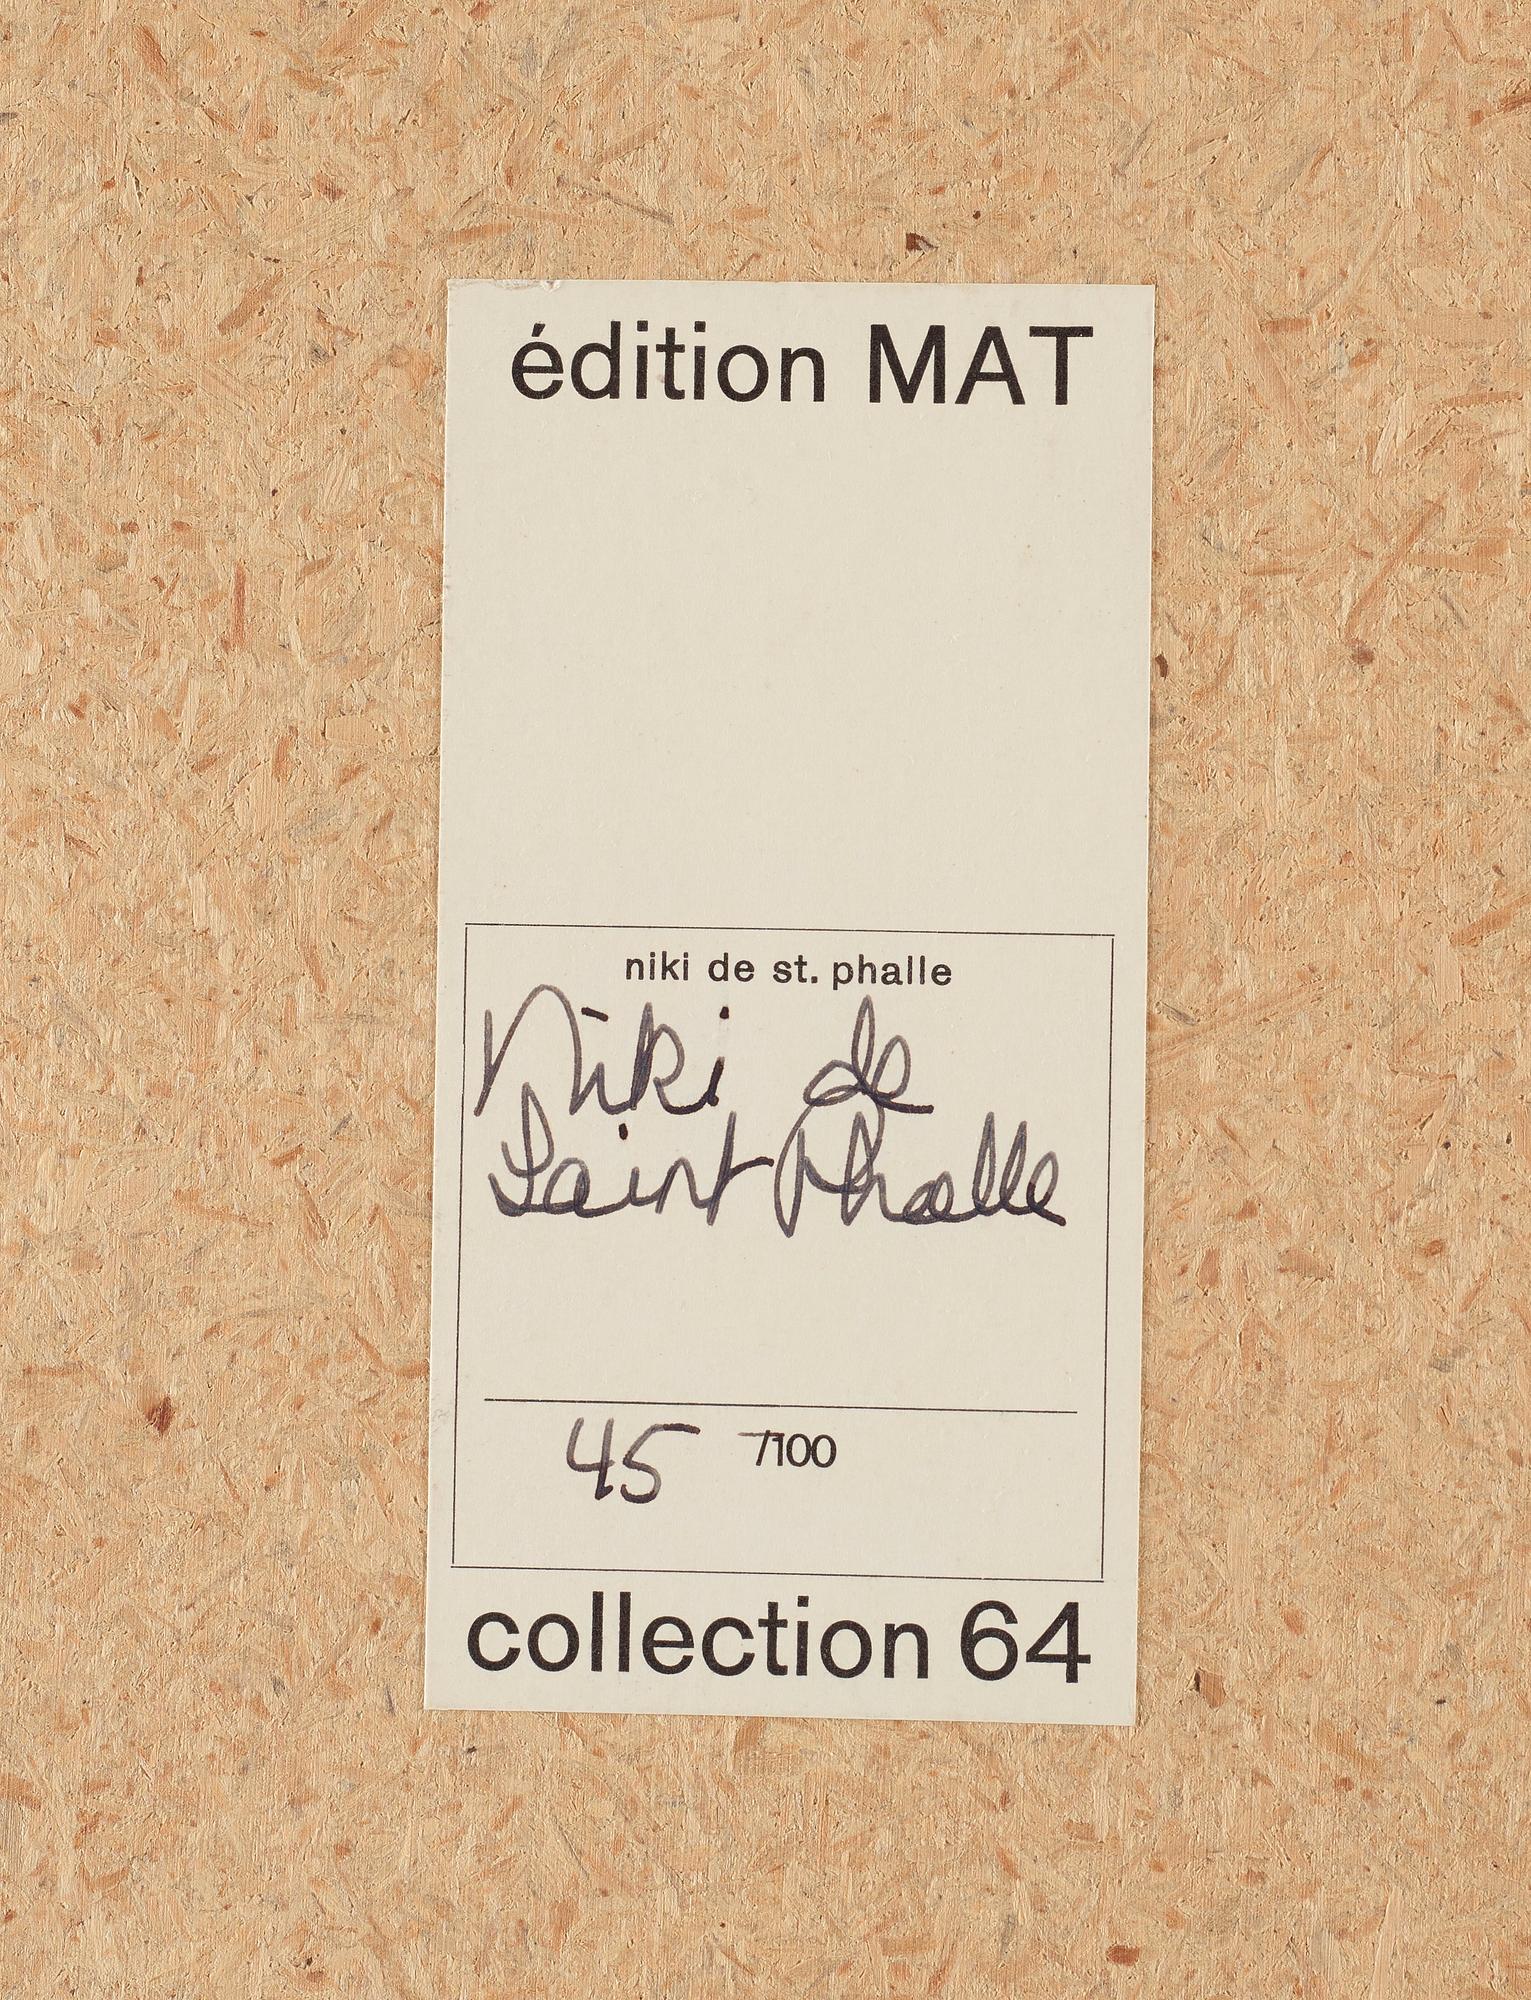 édition MAT
niki de st. phalle
Niki de
Saint Phalle
45 /100
collection 64